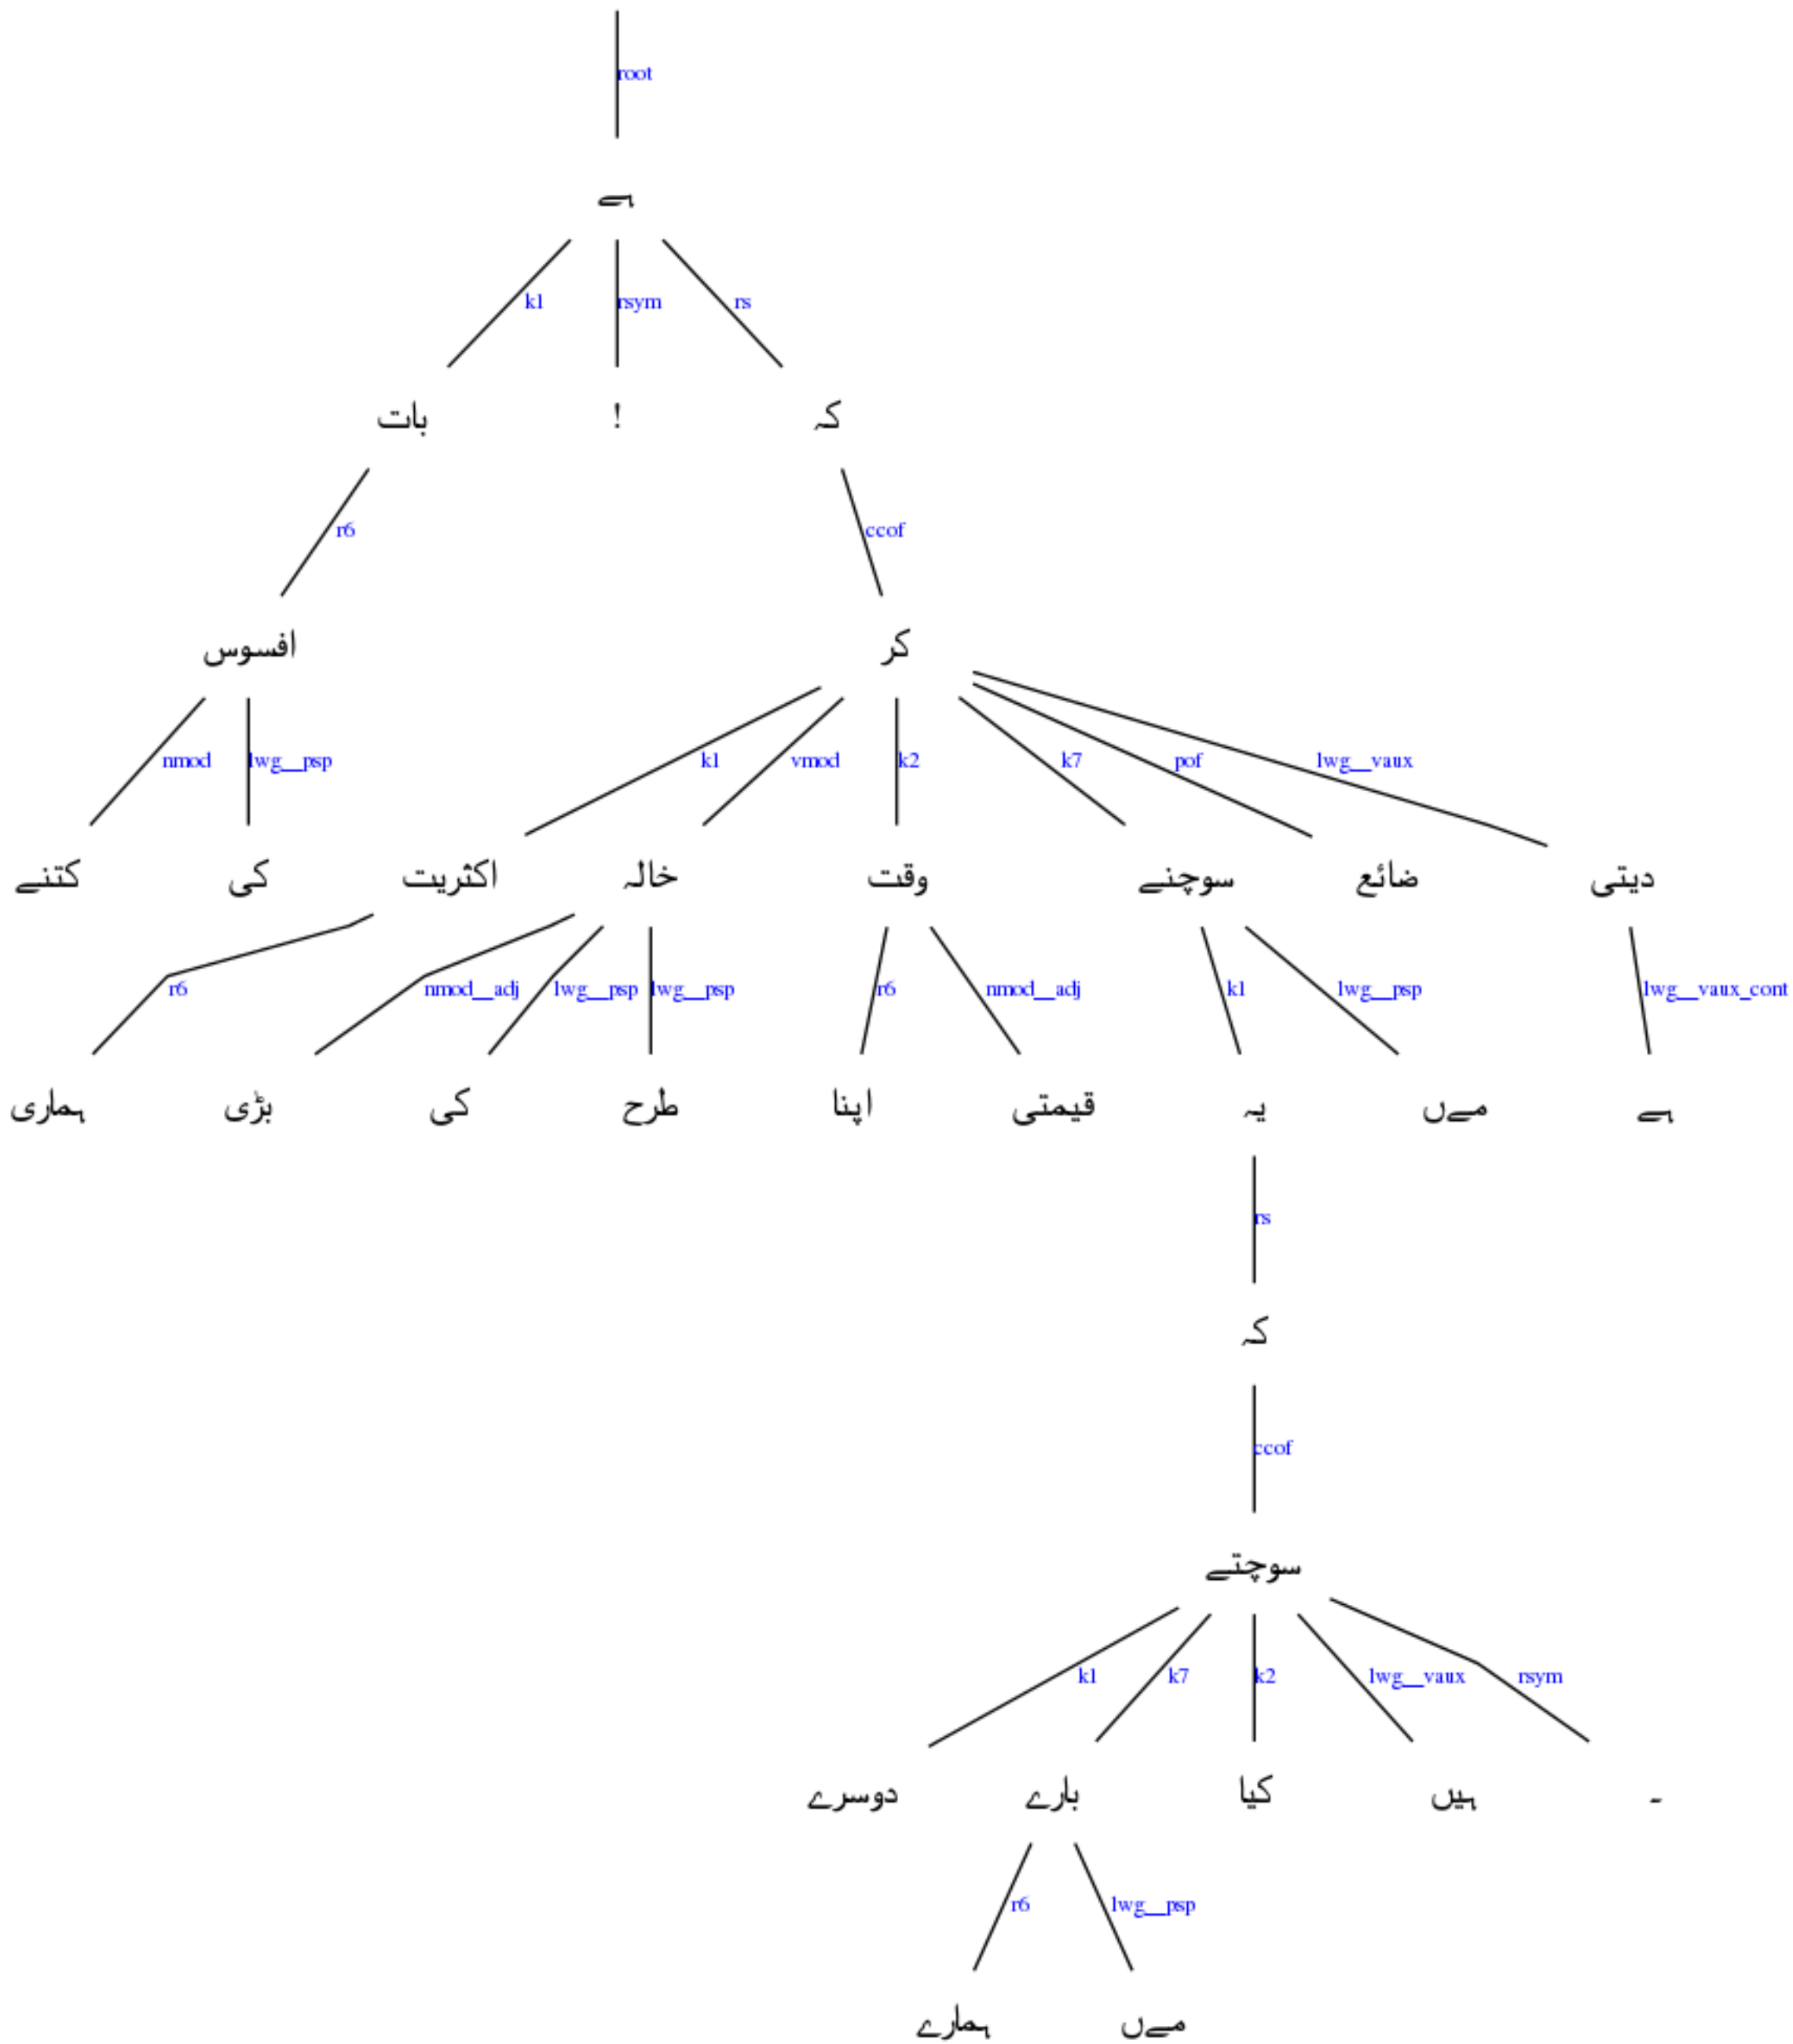 root
ہے
k1 rsym rs
بات ! کہ
r6 ccof
افسوس کر
nmod lwg__psp k1 vmod k2 k7 pof lwg__vaux
کتنے کی اکثریت خالہ وقت سوچنے ضائع دیتی
r6 nmod__adj lwg__psp lwg__psp r6 nmod__adj k1 lwg__psp lwg__vaux_cont
ہماری بڑی کی طرح اپنا قیمتی یہ مےں ہے
rs
کہ
ccof
سوچتے
k1 k7 k2 lwg__vaux rsym
دوسرے بارے کیا ہیں ۔
r6 lwg__psp
ہمارے مےں